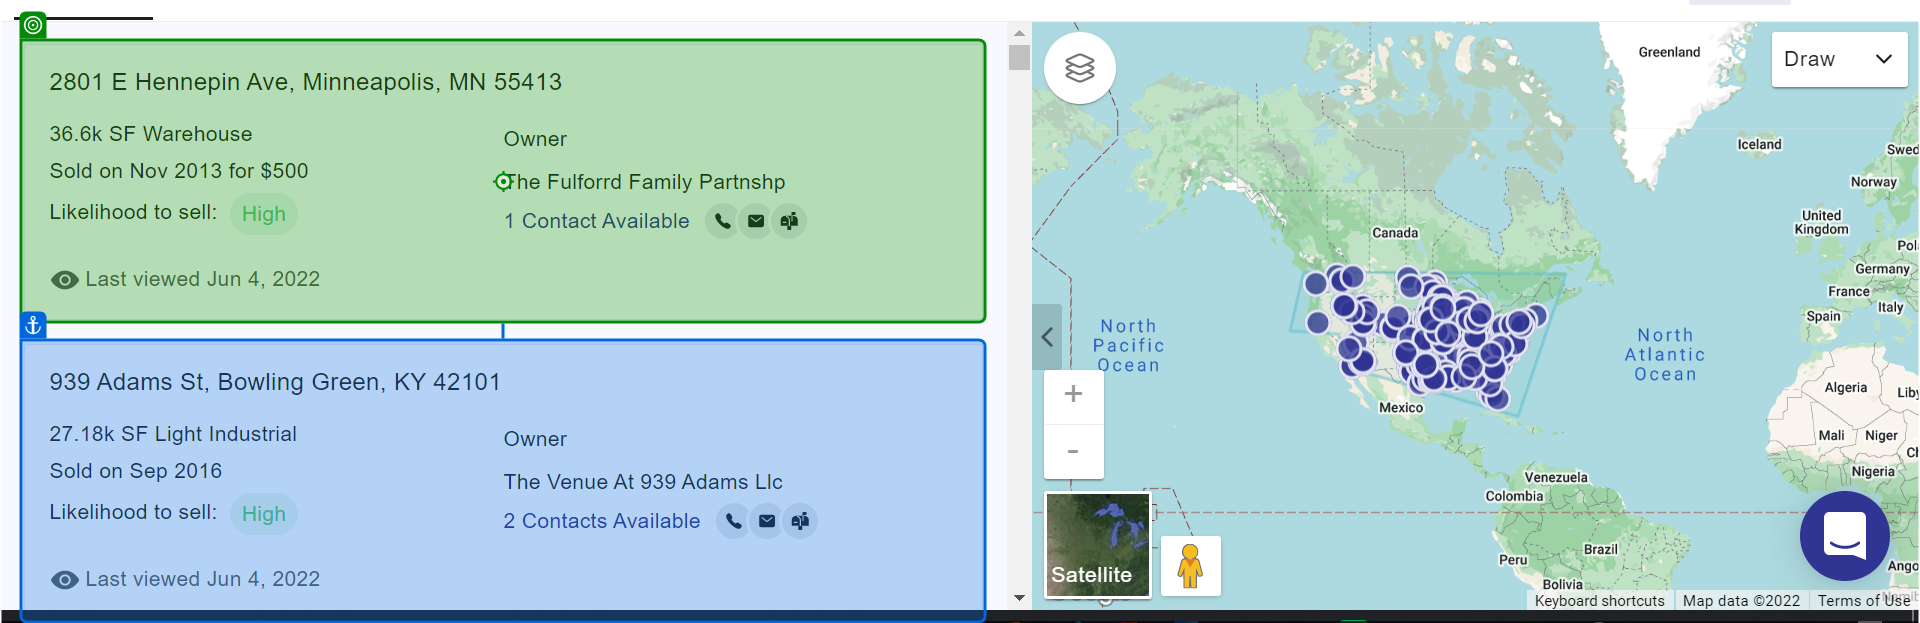 2801 E Hennepin Ave, Minneapolis, MN 55413
36.6k SF Warehouse
Sold on Nov 2013 for $500
Likelihood to sell: High
Owner
The Fulforrd Family Partnshp
1 Contact Available
Last viewed Jun 4, 2022
939 Adams St, Bowling Green, KY 42101
27.18k SF Light Industrial
Sold on Sep 2016
Likelihood to sell: High
Owner
The Venue At 939 Adams Llc
2 Contacts Available
Last viewed Jun 4, 2022
Draw
Greenland
Iceland
Swed
Norway
United
Kingdom
Pol
Germany
France
Italy
Spain
Canada
North
Pacific
Ocean
North
Atlantic
Ocean
Mexico
Algeria
Liby
Mali
Niger
Ch
Nigeria
Venezuela
Colombia
Peru
Brazil
Bolivia
Ango
Namib
+
-
Satellite
Keyboard shortcuts
Map data ©2022
Terms of Use